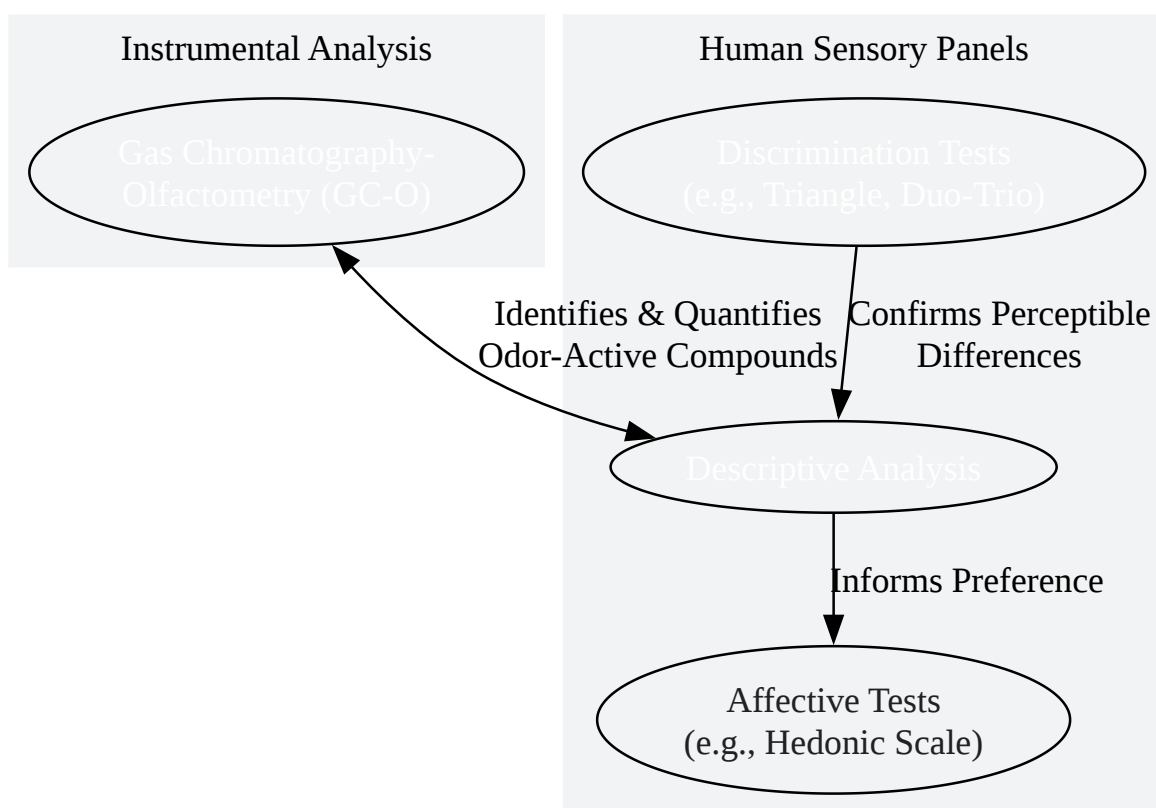 Instrumental Analysis
Human Sensory Panels
Gas Chromatography-
Olfactometry (GC-O)
Discrimination Tests
(e.g., Triangle, Duo-Trio)
Identifies & Quantifies
Odor-Active Compounds
Confirms Perceptible
Differences
Descriptive Analysis
Informs Preference
Affective Tests
(e.g., Hedonic Scale)